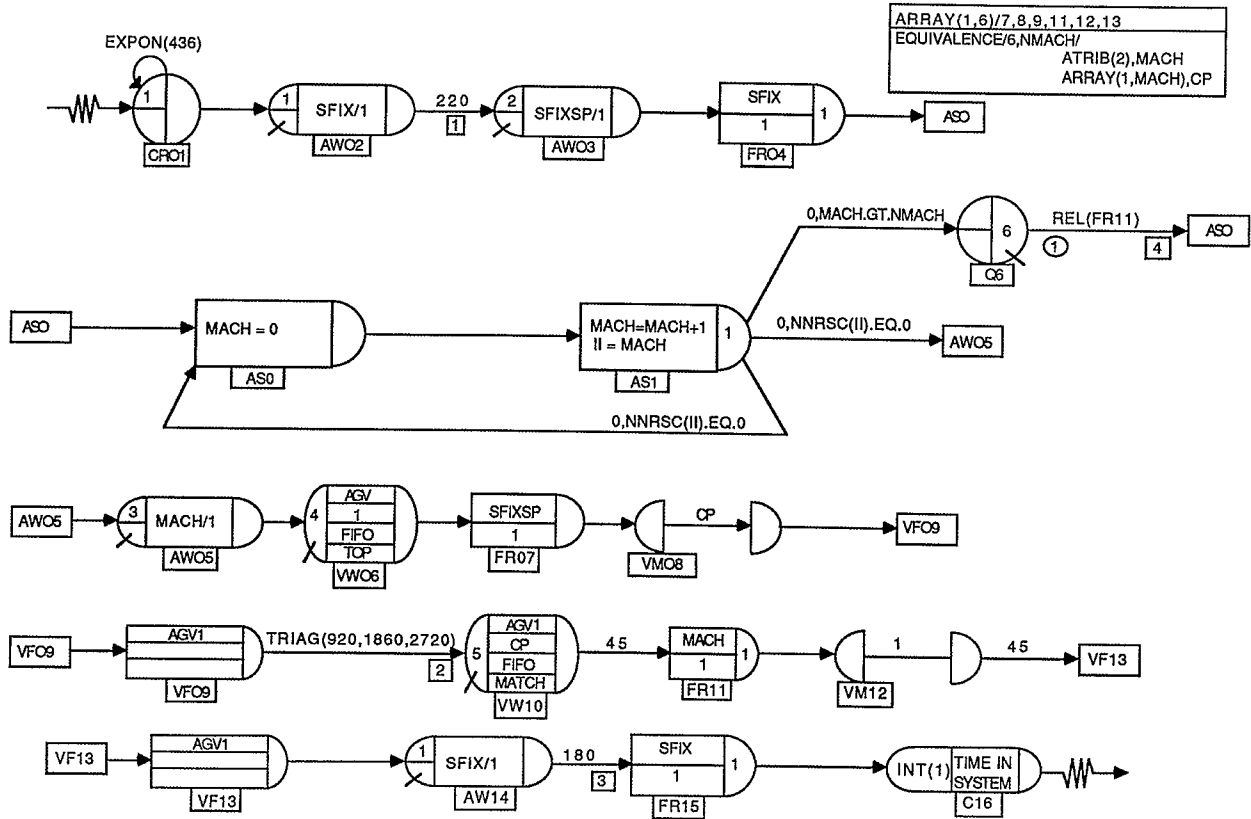 ARRAY(1,6)/7,8,9,11,12,13
EQUIVALENCE/6,NMACH/
ATRIB(2),MACH
ARRAY(1,MACH),CP
EXPON(436)
1
CRO1
1
SFIX/1
AWO2
220
1
2
SFIXSP/1
AWO3
SFIX
1
1
FRO4
ASO
0,MACH.GT.NMACH
6
Q6
REL(FR11)
1
4
ASO
ASO
MACH = 0
AS0
MACH=MACH+1
II = MACH
1
AS1
0,NNRSC(II).EQ.0
AWO5
0,NNRSC(II).EQ.0
AWO5
3
MACH/1
AWO5
4
AGV
1
FIFO
TOP
VWO6
SFIXSP
1
FR07
VMO8
CP
VFO9
VFO9
AGV1
VFO9
TRIAG(920,1860,2720)
2
5
AGV1
CP
FIFO
MATCH
VW10
45
MACH
1
1
FR11
VM12
1
45
VF13
VF13
AGV1
VF13
1
SFIX/1
AW14
180
3
SFIX
1
1
FR15
INT(1)
TIME IN
SYSTEM
C16